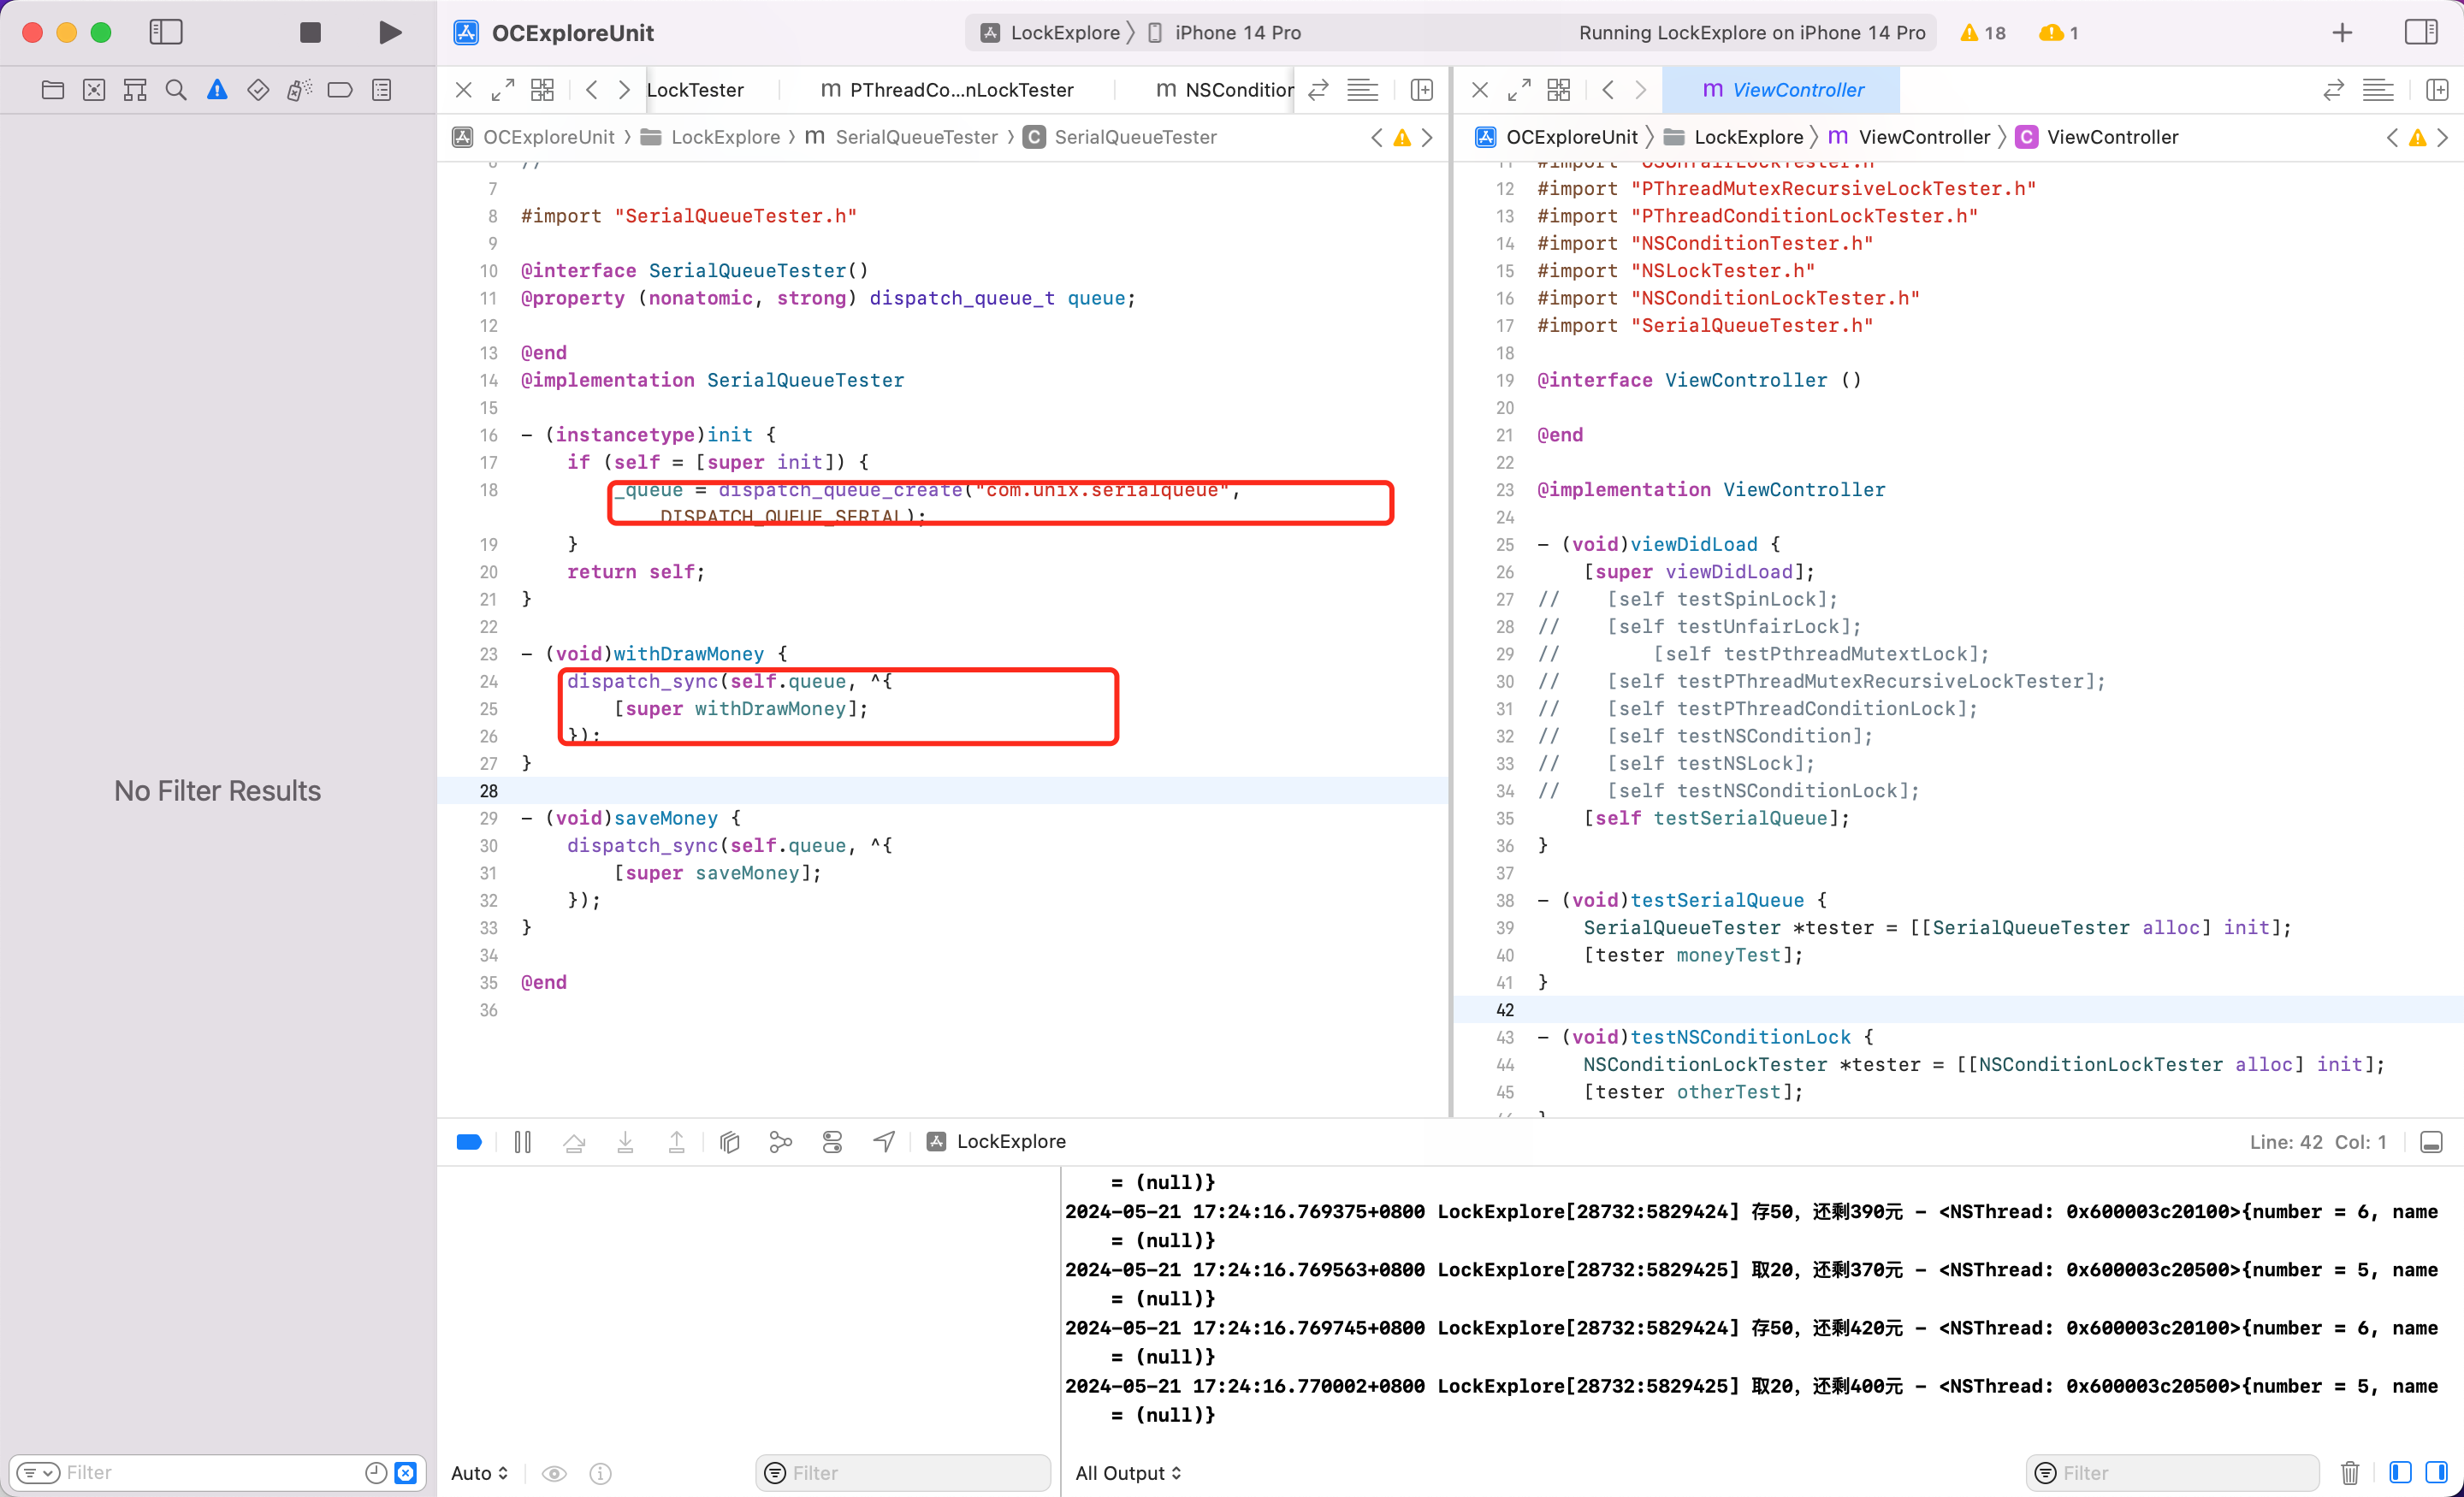 OCExploreUnit
LockExplore 〉 iPhone 14 Pro
Running LockExplore on iPhone 14 Pro
18
1
LockTester
m PThreadCo...nLockTester
m NSCondition
m ViewController
OCExploreUnit 〉 LockExplore 〉 m SerialQueueTester 〉 C SerialQueueTester
OCExploreUnit 〉 LockExplore 〉 m ViewController 〉 C ViewController
No Filter Results
Filter
6 //
7
8 #import "SerialQueueTester.h"
9
10 @interface SerialQueueTester()
11 @property (nonatomic, strong) dispatch_queue_t queue;
12
13 @end
14 @implementation SerialQueueTester
15
16 - (instancetype)init {
17     if (self = [super init]) {
18         _queue = dispatch_queue_create("com.unix.serialqueue",
            DISPATCH_QUEUE_SERIAL);
19     }
20     return self;
21 }
22
23 - (void)withDrawMoney {
24     dispatch_sync(self.queue, ^{
25         [super withDrawMoney];
26     });
27 }
28
29 - (void)saveMoney {
30     dispatch_sync(self.queue, ^{
31         [super saveMoney];
32     });
33 }
34
35 @end
36
11 #import "OSUnfairLockTester.h"
12 #import "PThreadMutexRecursiveLockTester.h"
13 #import "PThreadConditionLockTester.h"
14 #import "NSConditionTester.h"
15 #import "NSLockTester.h"
16 #import "NSConditionLockTester.h"
17 #import "SerialQueueTester.h"
18
19 @interface ViewController ()
20
21 @end
22
23 @implementation ViewController
24
25 - (void)viewDidLoad {
26     [super viewDidLoad];
27 //    [self testSpinLock];
28 //    [self testUnfairLock];
29 //        [self testPthreadMutextLock];
30 //    [self testPThreadMutexRecursiveLockTester];
31 //    [self testPThreadConditionLock];
32 //    [self testNSCondition];
33 //    [self testNSLock];
34 //    [self testNSConditionLock];
35     [self testSerialQueue];
36 }
37
38 - (void)testSerialQueue {
39     SerialQueueTester *tester = [[SerialQueueTester alloc] init];
40     [tester moneyTest];
41 }
42
43 - (void)testNSConditionLock {
44     NSConditionLockTester *tester = [[NSConditionLockTester alloc] init];
45     [tester otherTest];
LockExplore
Line: 42 Col: 1
= (null)}
2024-05-21 17:24:16.769375+0800 LockExplore[28732:5829424] 存50，还剩390元 - <NSThread: 0x600003c20100>{number = 6, name
= (null)}
2024-05-21 17:24:16.769563+0800 LockExplore[28732:5829425] 取20，还剩370元 - <NSThread: 0x600003c20500>{number = 5, name
= (null)}
2024-05-21 17:24:16.769745+0800 LockExplore[28732:5829424] 存50，还剩420元 - <NSThread: 0x600003c20100>{number = 6, name
= (null)}
2024-05-21 17:24:16.770002+0800 LockExplore[28732:5829425] 取20，还剩400元 - <NSThread: 0x600003c20500>{number = 5, name
= (null)}
Auto
Filter
All Output
Filter